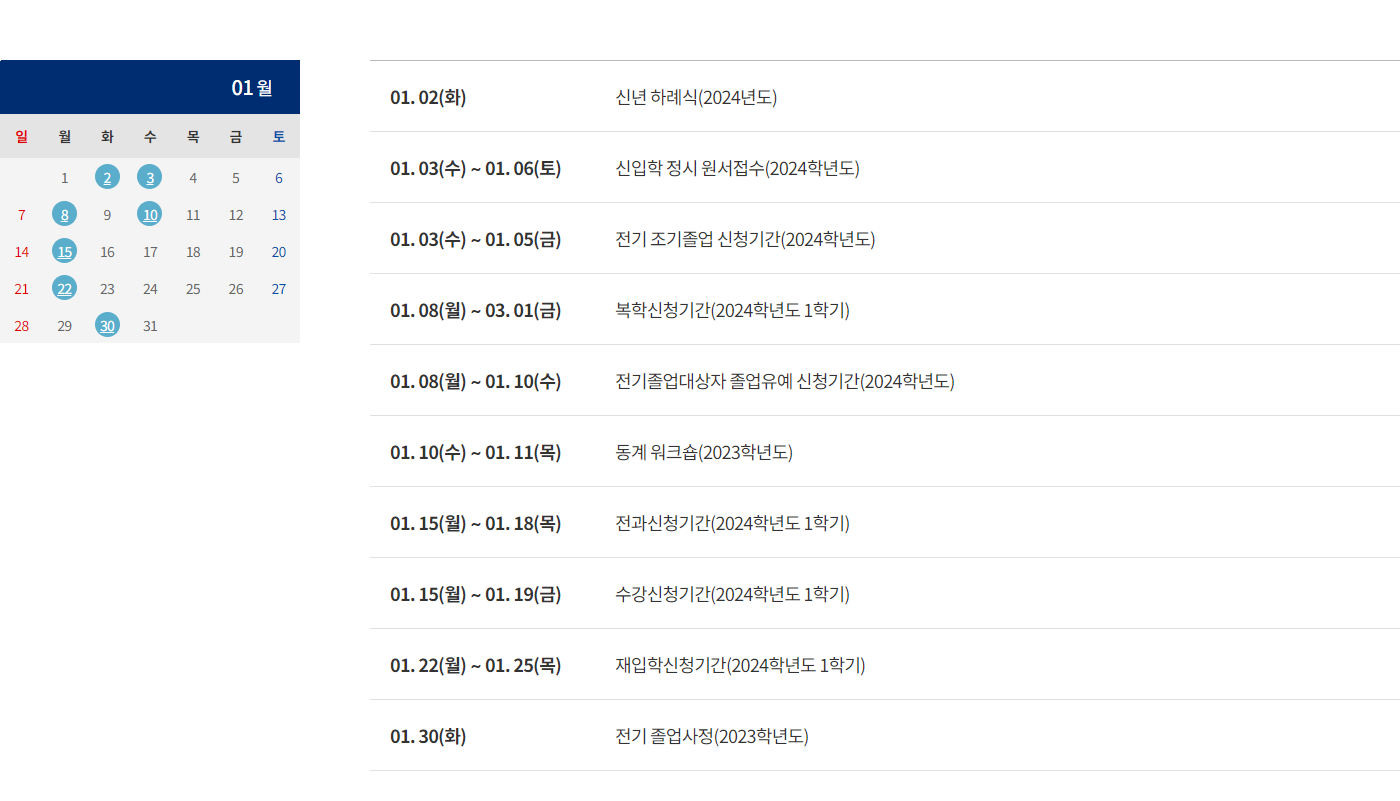 01 월
일 월 화 수 목 금 토
1 2 3 4 5 6
7 8 9 10 11 12 13
14 15 16 17 18 19 20
21 22 23 24 25 26 27
28 29 30 31
01. 02(화) 신년 하례식(2024년도)
01. 03(수) ~ 01. 06(토) 신입학 정시 원서접수(2024학년도)
01. 03(수) ~ 01. 05(금) 전기 조기졸업 신청기간(2024학년도)
01. 08(월) ~ 03. 01(금) 복학신청기간(2024학년도 1학기)
01. 08(월) ~ 01. 10(수) 전기졸업대상자 졸업유예 신청기간(2024학년도)
01. 10(수) ~ 01. 11(목) 동계 워크숍(2023학년도)
01. 15(월) ~ 01. 18(목) 전과신청기간(2024학년도 1학기)
01. 15(월) ~ 01. 19(금) 수강신청기간(2024학년도 1학기)
01. 22(월) ~ 01. 25(목) 재입학신청기간(2024학년도 1학기)
01. 30(화) 전기 졸업사정(2023학년도)